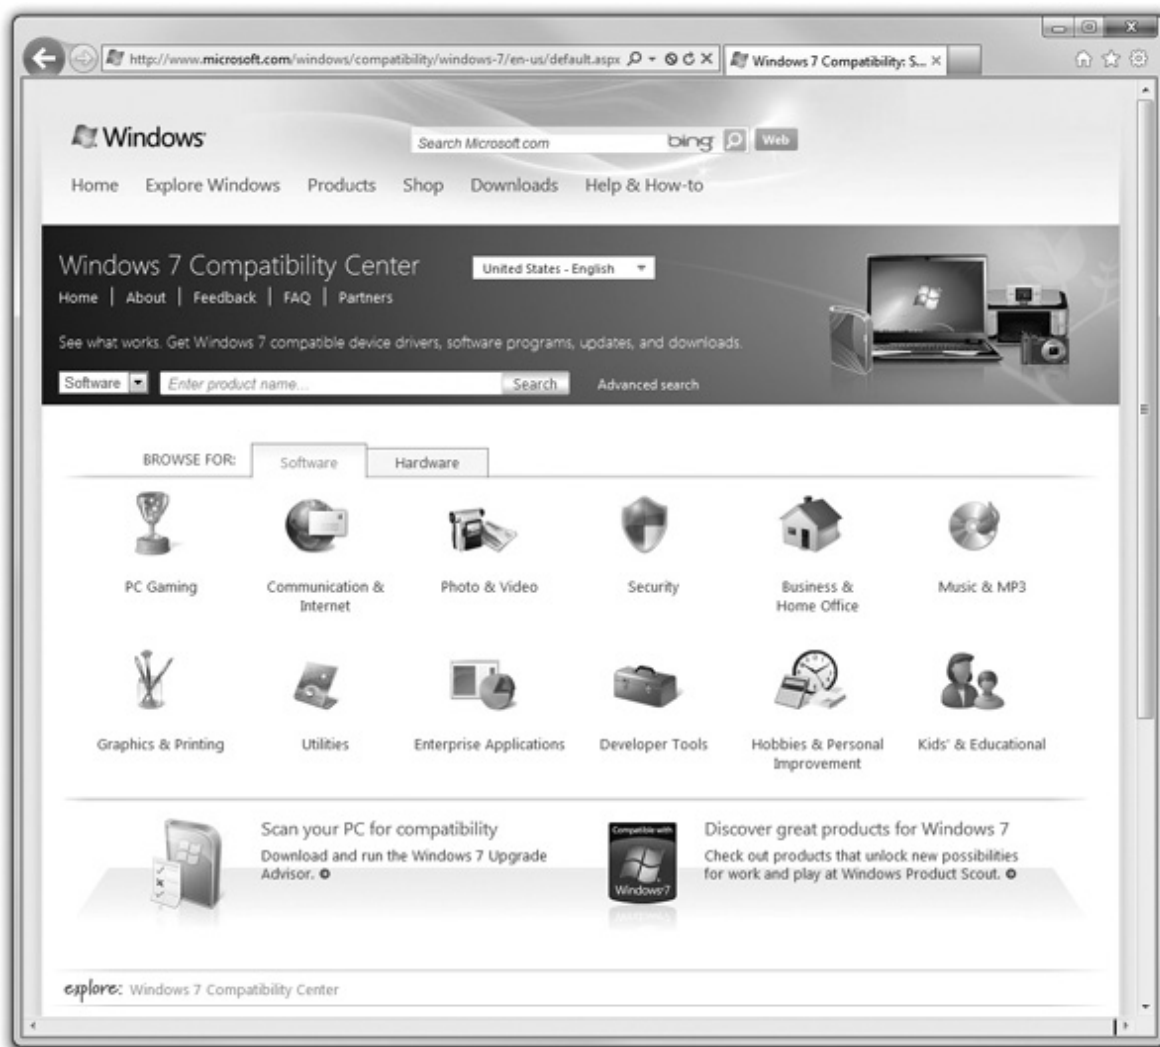 http://www.microsoft.com/windows/compatibility/windows-7/en-us/default.aspx
Windows 7 Compatibility: S...
Windows
Search Microsoft.com
bing
Web
Home Explore Windows Products Shop Downloads Help & How-to
Windows 7 Compatibility Center
United States - English
Home | About | Feedback | FAQ | Partners
See what works. Get Windows 7 compatible device drivers, software programs, updates, and downloads.
Software
Enter product name...
Search
Advanced search
BROWSE FOR:
Software
Hardware
PC Gaming
Communication &
Internet
Photo & Video
Security
Business &
Home Office
Music & MP3
Graphics & Printing
Utilities
Enterprise Applications
Developer Tools
Hobbies & Personal
Improvement
Kids' & Educational
Scan your PC for compatibility
Download and run the Windows 7 Upgrade
Advisor.
Compatible with
Windows 7
Discover great products for Windows 7
Check out products that unlock new possibilities
for work and play at Windows Product Scout.
explore: Windows 7 Compatibility Center